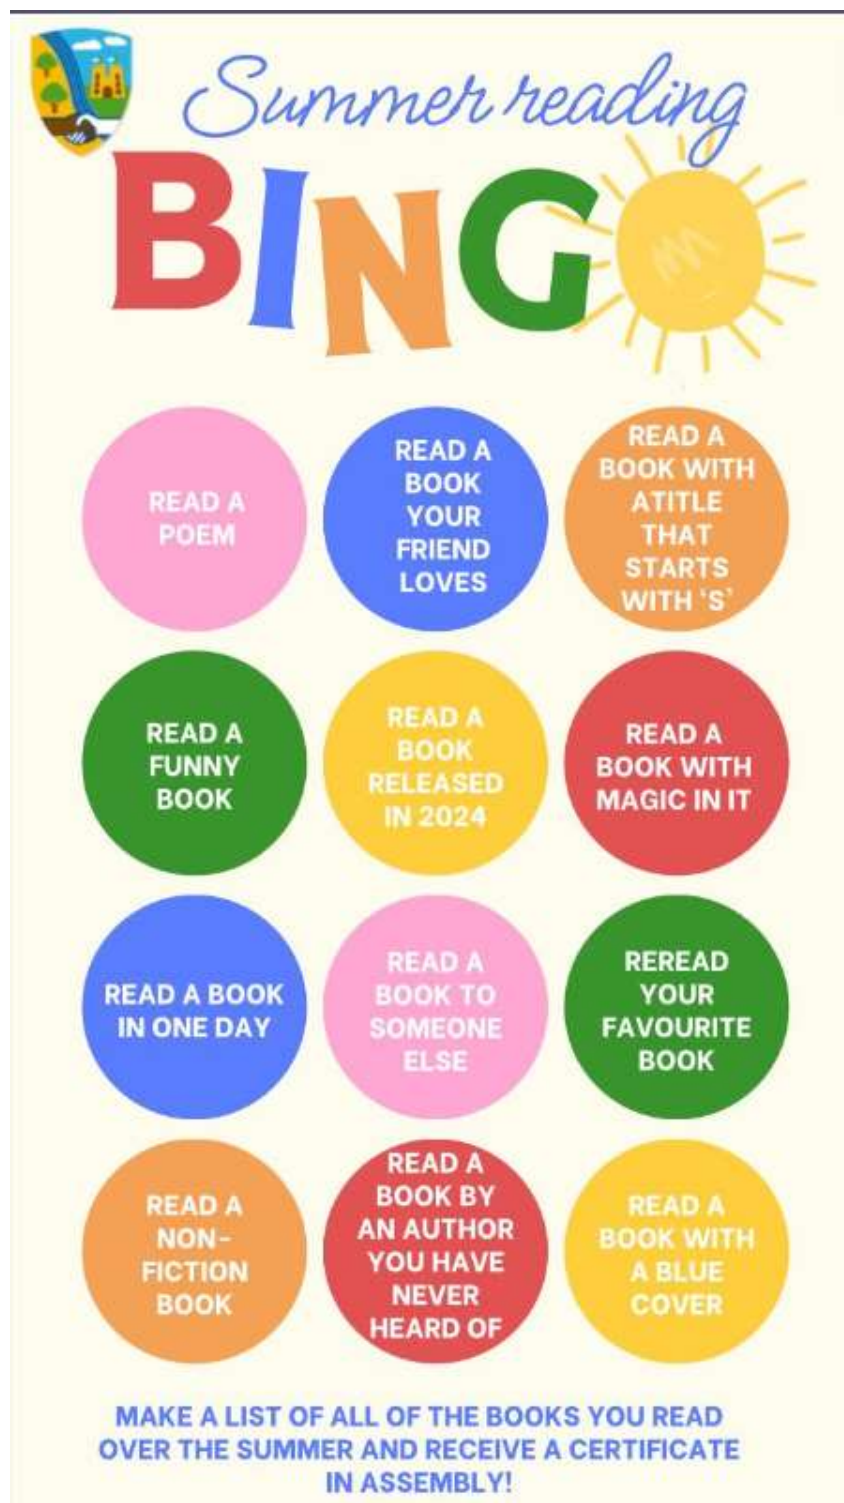 Summer reading
BINGO
READ A
POEM
READ A
BOOK
YOUR
FRIEND
LOVES
READ A
BOOK WITH
ATITLE
THAT
STARTS
WITH ‘S’
READ A
FUNNY
BOOK
READ A
BOOK
RELEASED
IN 2024
READ A
BOOK WITH
MAGIC IN IT
READ A BOOK
IN ONE DAY
READ A
BOOK TO
SOMEONE
ELSE
REREAD
YOUR
FAVOURITE
BOOK
READ A
NON-
FICTION
BOOK
READ A
BOOK BY
AN AUTHOR
YOU HAVE
NEVER
HEARD OF
READ A
BOOK WITH
A BLUE
COVER
MAKE A LIST OF ALL OF THE BOOKS YOU READ
OVER THE SUMMER AND RECEIVE A CERTIFICATE
IN ASSEMBLY!